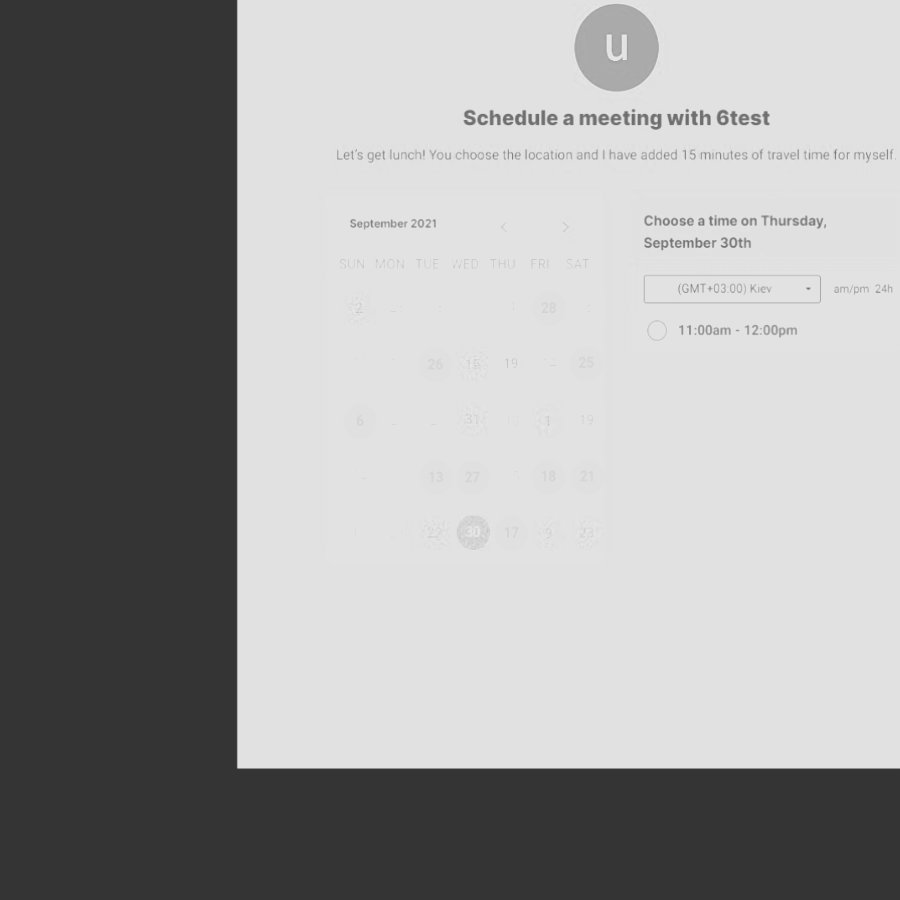 u
Schedule a meeting with 6test
Let's get lunch! You choose the location and I have added 15 minutes of travel time for myself.
September 2021
SUN MON TUE WED THU FRI SAT
2 28
26 15 19 25
6 31 1 19
13 27 18 21
22 30 17 9 23
Choose a time on Thursday,
September 30th
(GMT+03:00) Kiev am/pm 24h
11:00am - 12:00pm